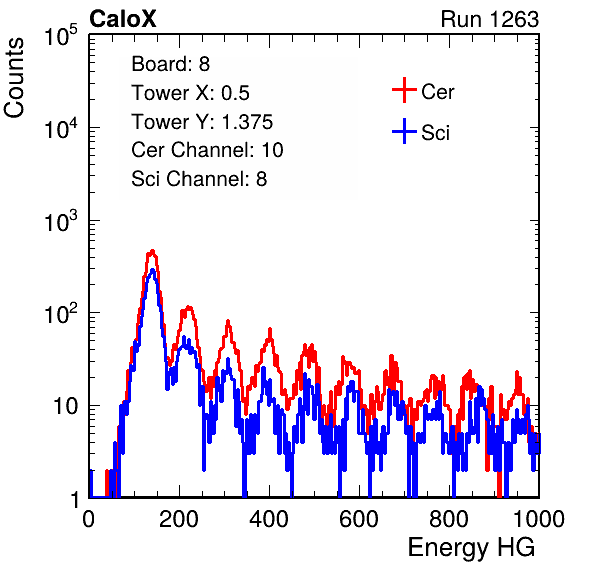 CaloX Run 1263
Counts
Board: 8
Tower X: 0.5
Tower Y: 1.375
Cer Channel: 10
Sci Channel: 8
Cer
Sci
10^5
10^4
10^3
10^2
10
1
0 200 400 600 800 1000
Energy HG